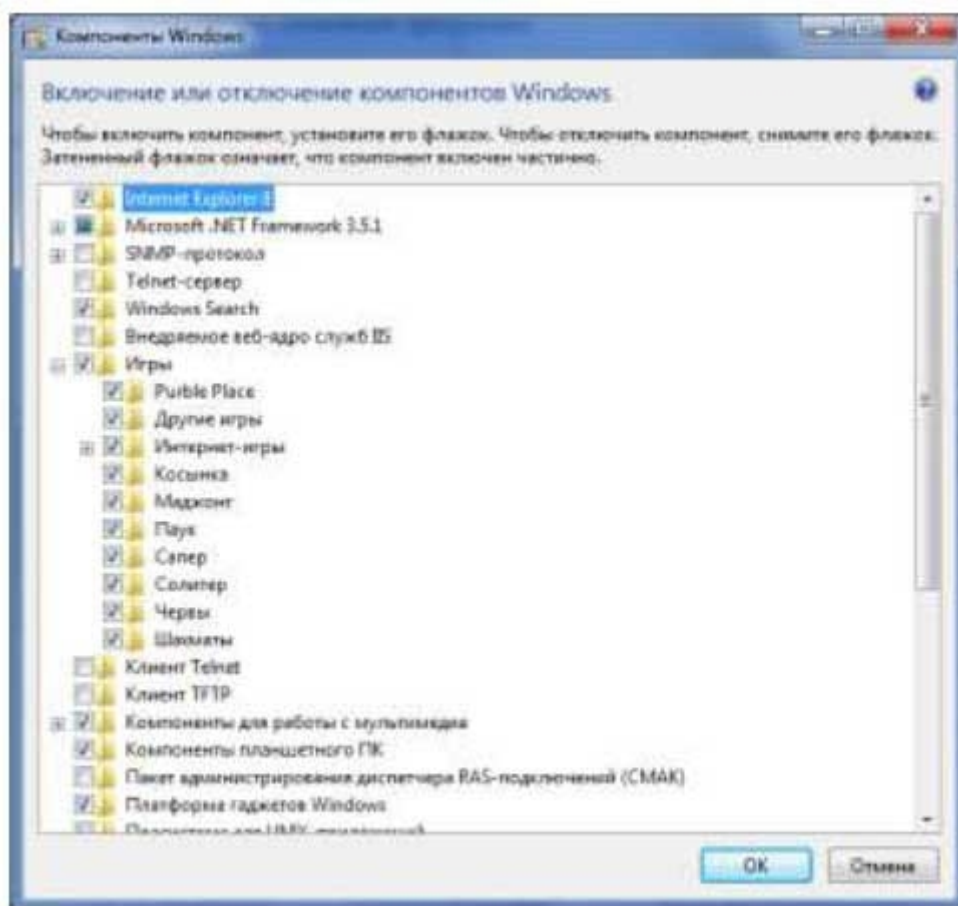 Компоненты Windows
Включение или отключение компонентов Windows
Чтобы включить компонент, установите его флажок. Чтобы отключить компонент, снимите его флажок.
Затененный флажок означает, что компонент включен частично.
Internet Explorer 8
Microsoft .NET Framework 3.5.1
SNMP-протокол
Telnet-сервер
Windows Search
Внедряемое веб-ядро служб IIS
Игры
Purble Place
Другие игры
Интернет-игры
Косынка
Маджонг
Паук
Сапер
Солитер
Червы
Шахматы
Клиент Telnet
Клиент TFTP
Компоненты для работы с мультимедиа
Компоненты планшетного ПК
Пакет администрирования диспетчера RAS-подключений (CMAK)
Платформа гаджетов Windows
OK
Отмена